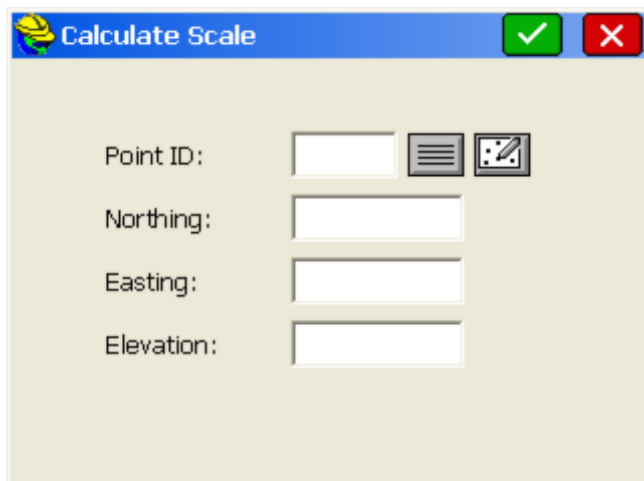 Calculate Scale
Point ID:
Northing:
Easting:
Elevation: